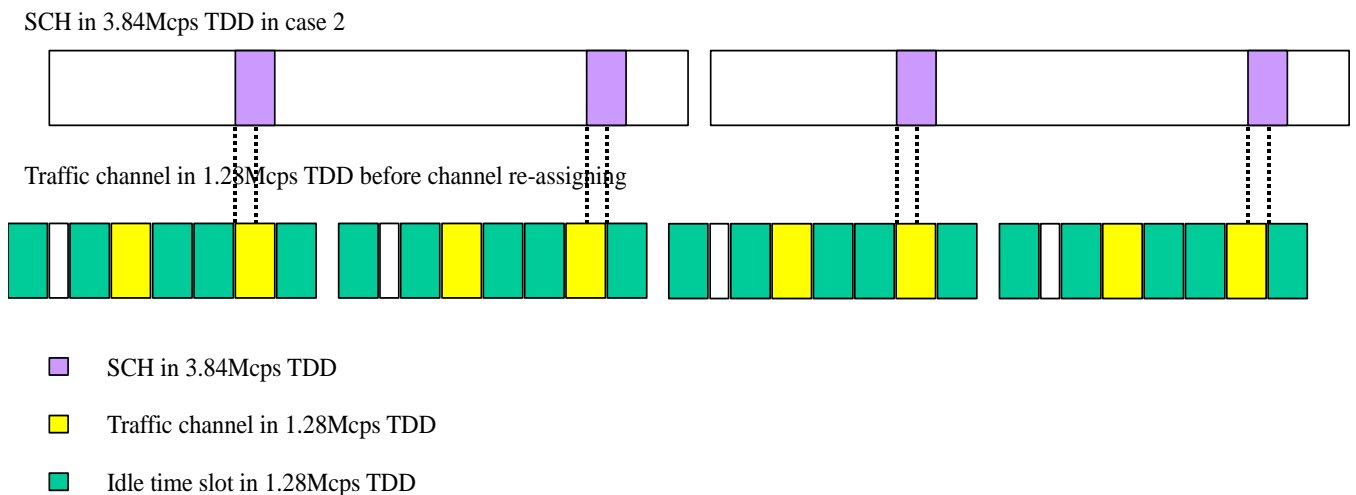 SCH in 3.84Mcps TDD in case 2
Traffic channel in 1.28Mcps TDD before channel re-assigning
SCH in 3.84Mcps TDD
Traffic channel in 1.28Mcps TDD
Idle time slot in 1.28Mcps TDD